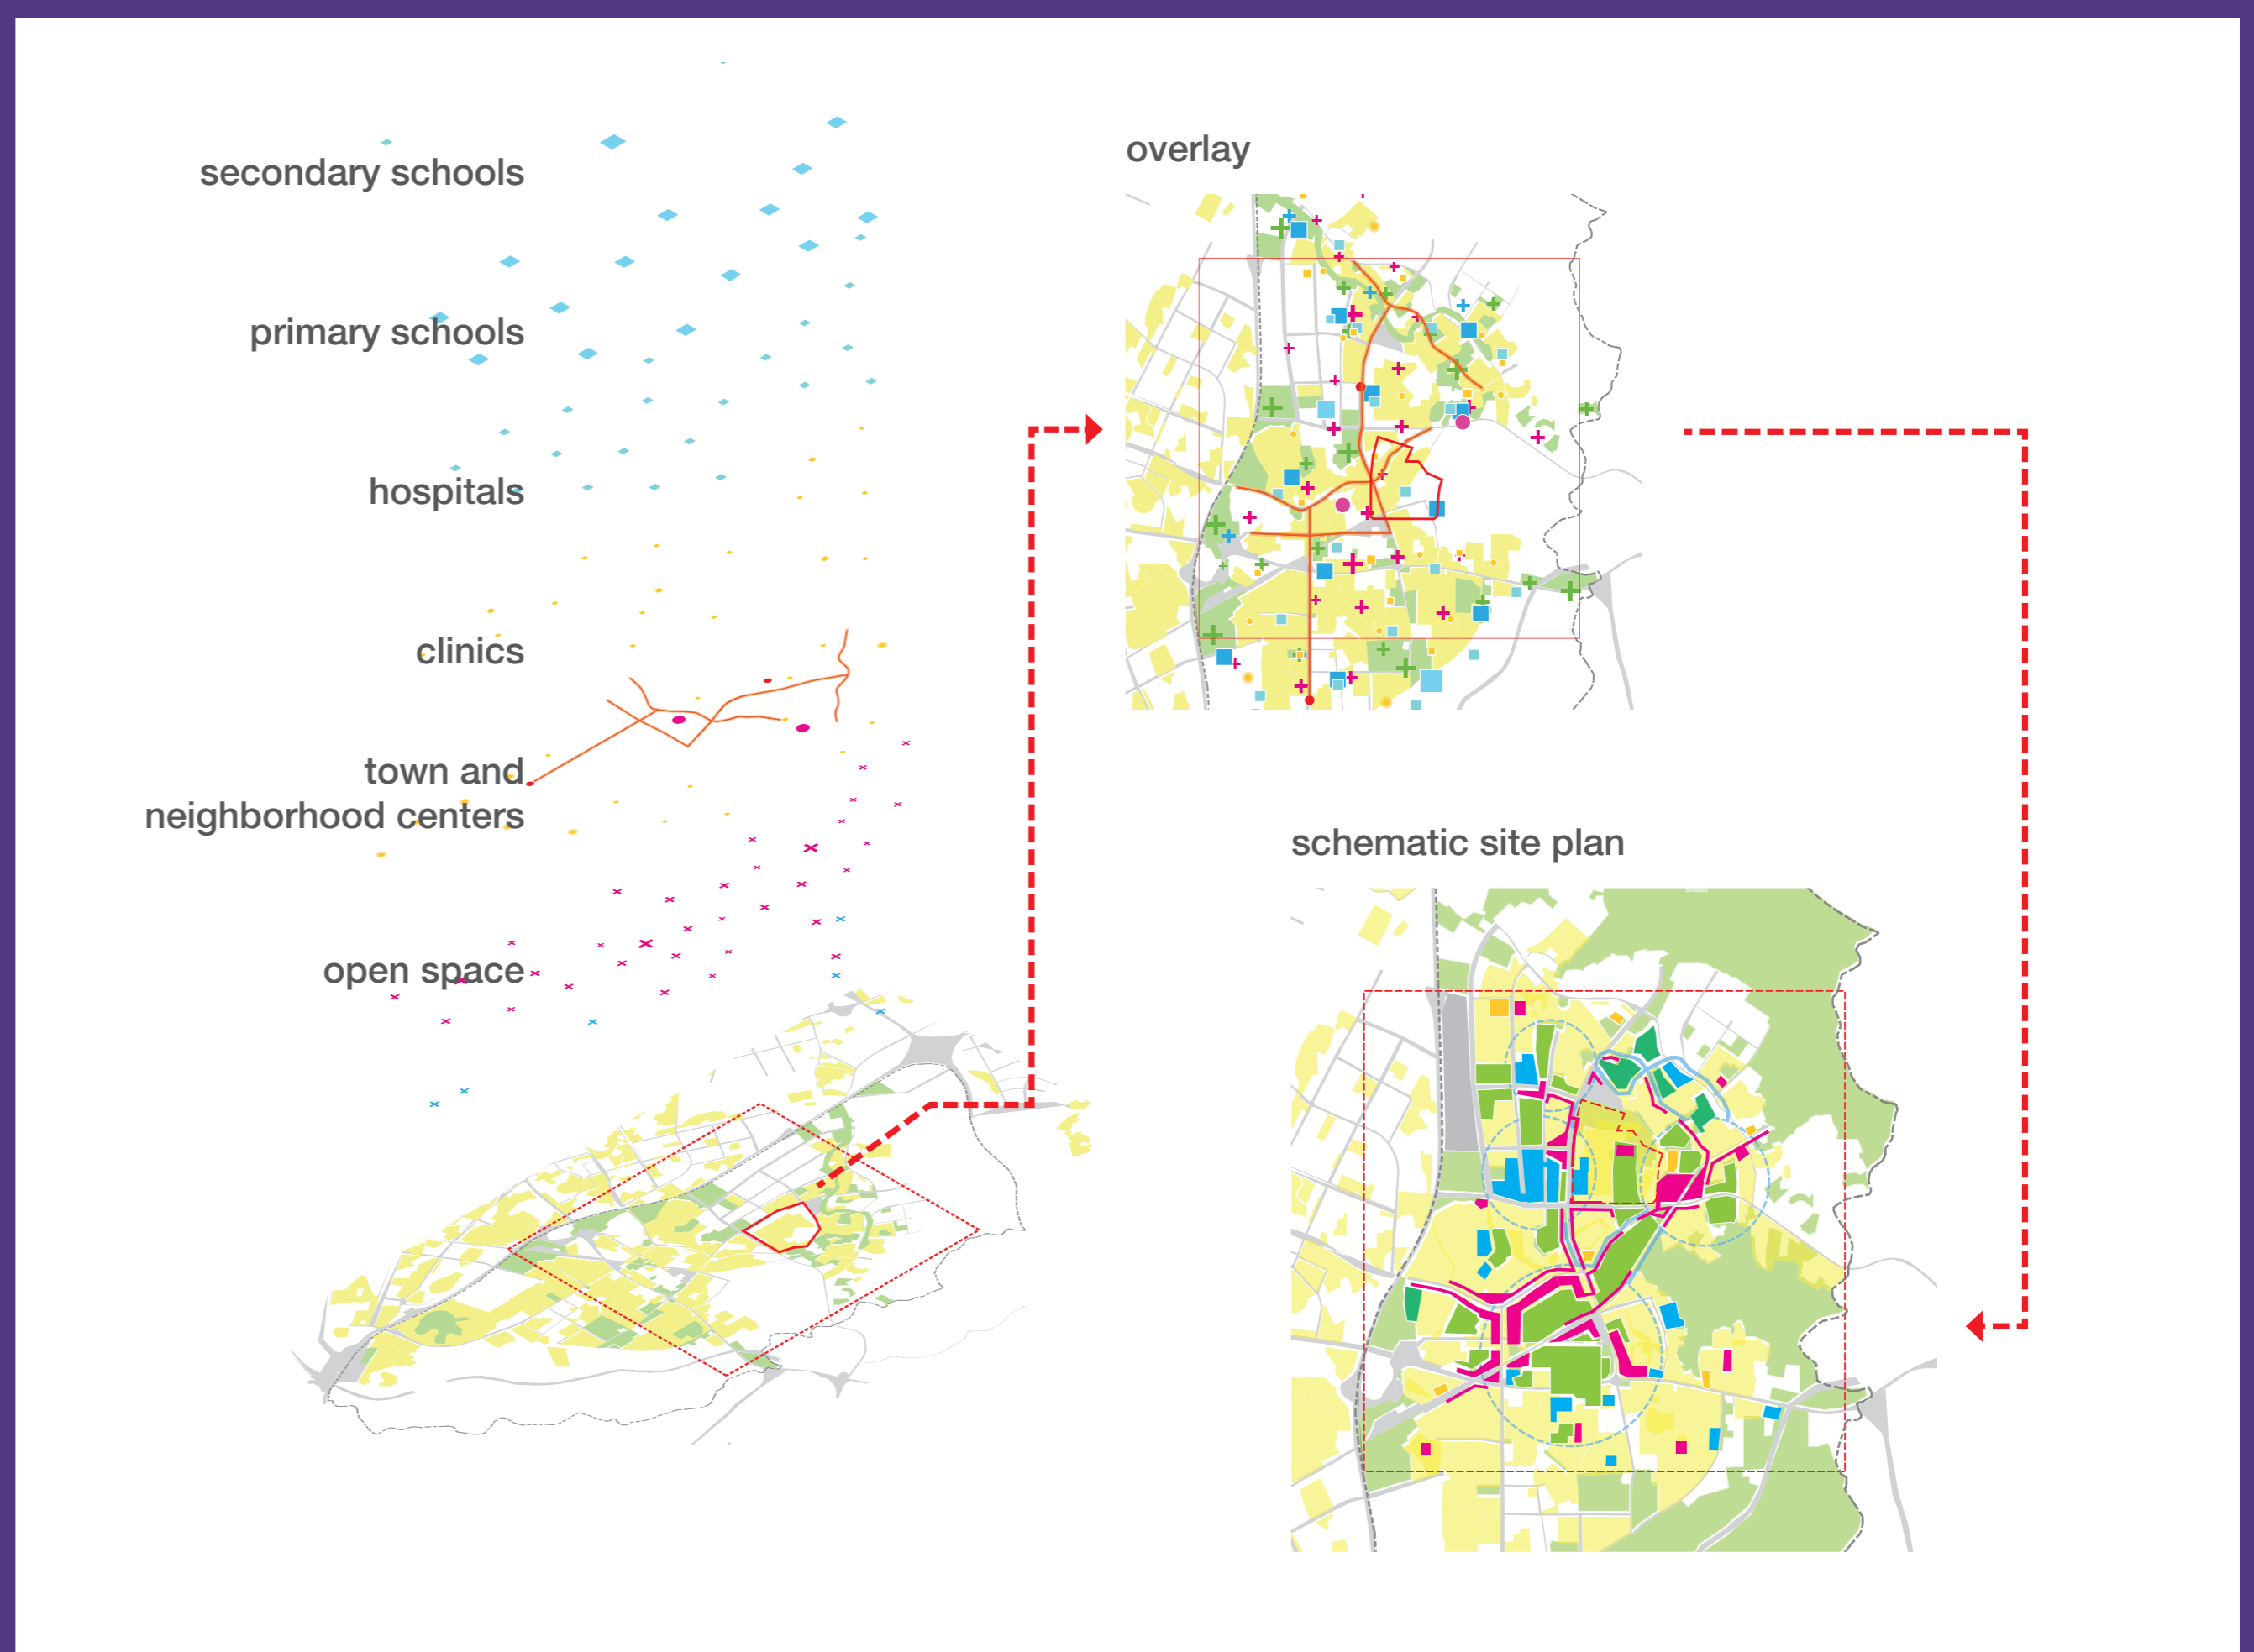 secondary schools
primary schools
hospitals
clinics
town and
neighborhood centers
open space
overlay
schematic site plan